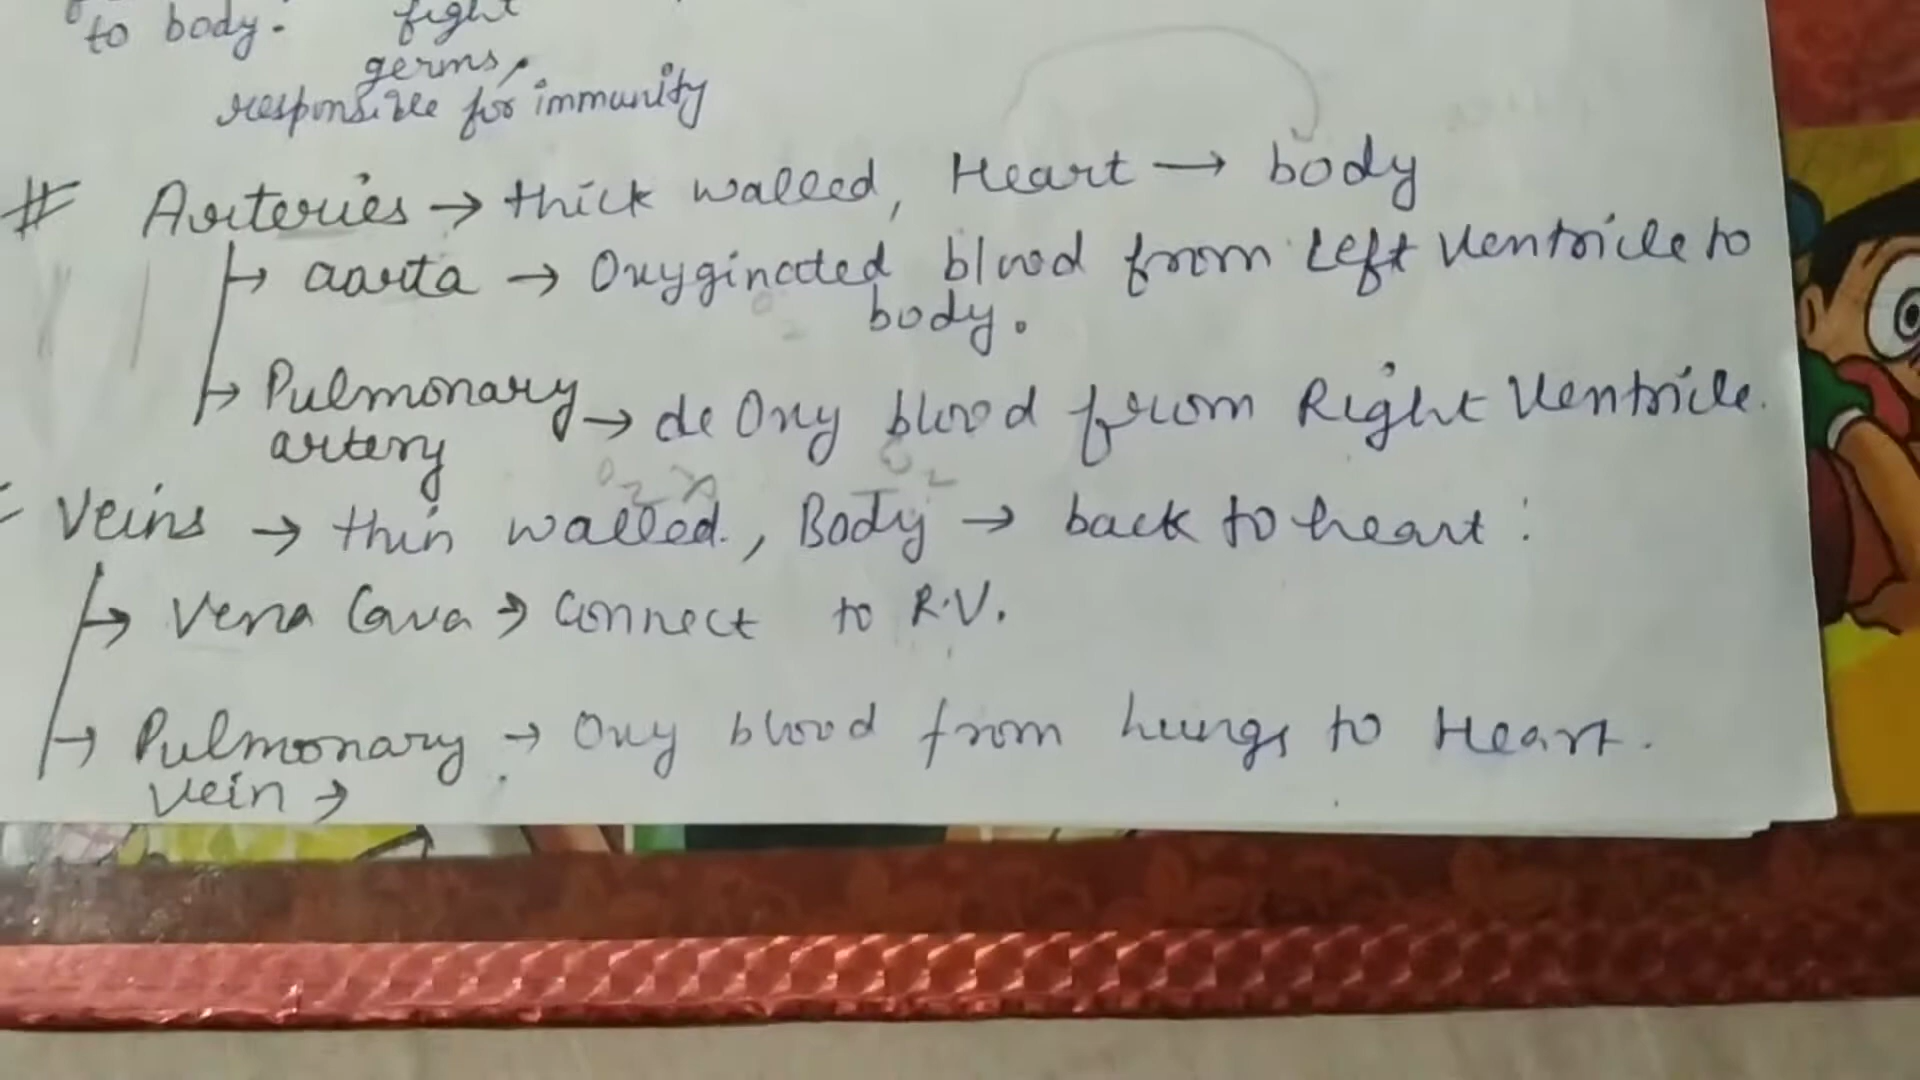 to body. fight
germs,
responsible for immunity
# Arteries → thick walled, Heart → body
→ aorta → Oxyginated blood from Left Ventricle to
body.
→ Pulmonary → de Oxy blood from Right Ventricle.
artery
Veins → thin walled, Body → back to heart:
→ Vena Cava → Connect to R.V.
→ Pulmonary → Oxy blood from lungs to Heart.
vein →